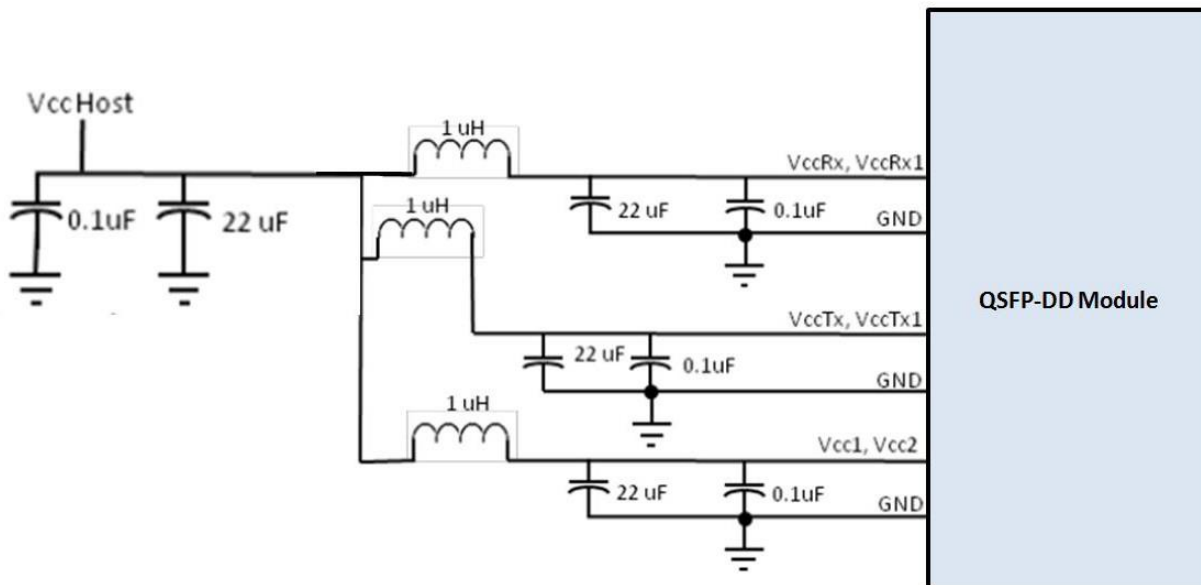 VccHost
0.1uF
22 uF
1 uH
VccRx, VccRx1
22 uF
0.1uF
GND
1 uH
VccTx, VccTx1
22 uF
0.1uF
GND
1 uH
Vcc1, Vcc2
22 uF
0.1uF
GND
QSFP-DD Module